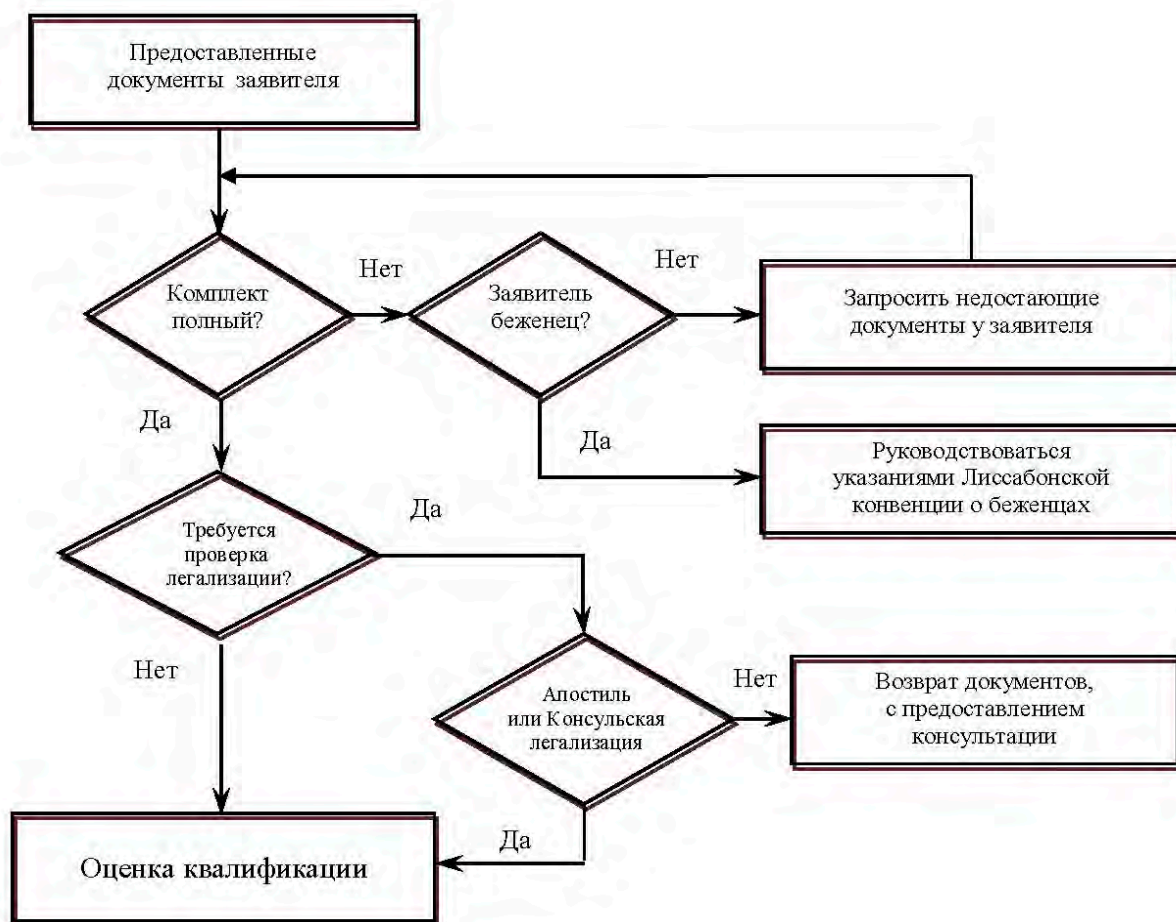 Предоставленные
документы заявителя
Комплект
полный?
Нет
Заявитель
беженец?
Нет
Запросить недостающие
документы у заявителя
Да
Да
Руководствоваться
указаниями Лиссабонской
конвенции о беженцах
Требуется
проверка
легализации?
Да
Нет
Апостиль
или Консульская
легализация
Нет
Возврат документов,
с предоставлением
консультации
Да
Оценка квалификации